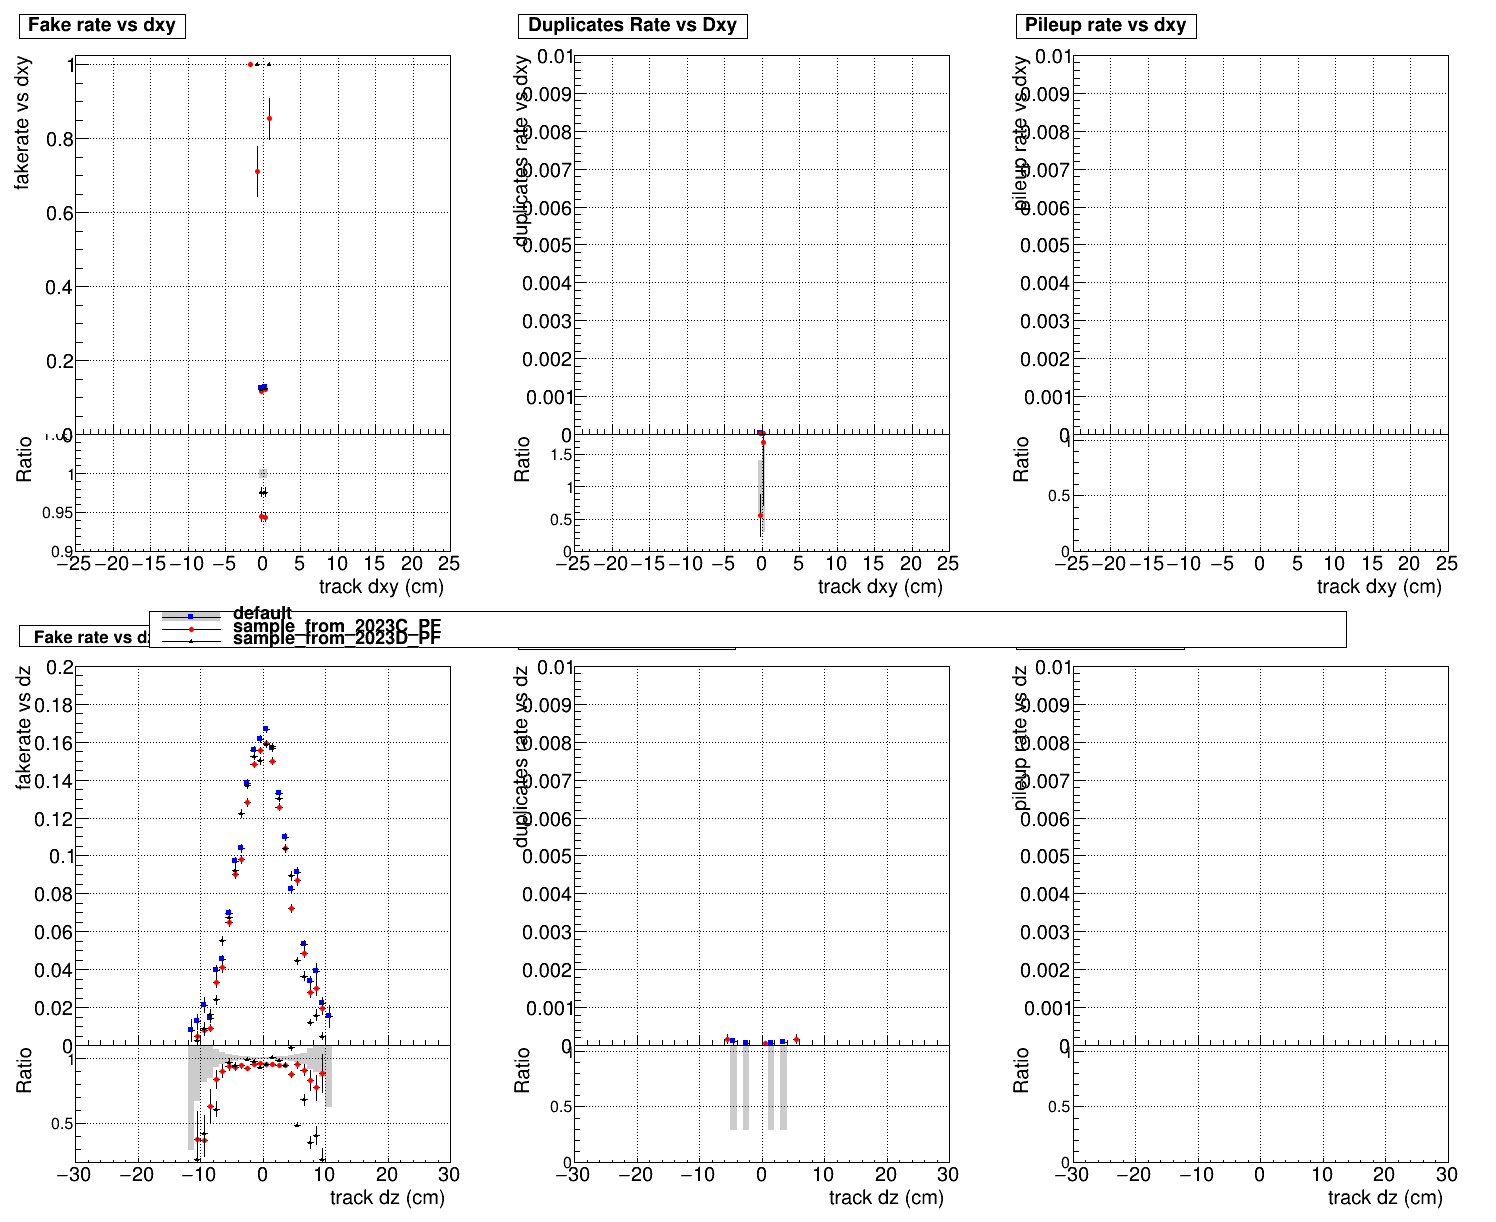 Fake rate vs dxy
fakerate vs dxy
1
0.8
0.6
0.4
0.2
0
Ratio
1
0.95
0.9
−25 −20 −15 −10 −5 0 5 10 15 20 25
track dxy (cm)
Duplicates Rate vs Dxy
duplicates rate vs dxy
0.01
0.009
0.008
0.007
0.006
0.005
0.004
0.003
0.002
0.001
0
Ratio
1.5
1
0.5
0
−25 −20 −15 −10 −5 0 5 10 15 20 25
track dxy (cm)
Pileup rate vs dxy
pileup rate vs dxy
0.01
0.009
0.008
0.007
0.006
0.005
0.004
0.003
0.002
0.001
0
Ratio
1
0.5
0
−25 −20 −15 −10 −5 0 5 10 15 20 25
track dxy (cm)
default
sample_from_2023C_PF
sample_from_2023D_PF
Fake rate vs dz
fakerate vs dz
0.2
0.18
0.16
0.14
0.12
0.1
0.08
0.06
0.04
0.02
0
Ratio
1
0.5
−30 −20 −10 0 10 20 30
track dz (cm)
duplicates rate vs dz
0.01
0.009
0.008
0.007
0.006
0.005
0.004
0.003
0.002
0.001
0
Ratio
1
0.5
0
−30 −20 −10 0 10 20 30
track dz (cm)
pileup rate vs dz
0.01
0.009
0.008
0.007
0.006
0.005
0.004
0.003
0.002
0.001
0
Ratio
1
0.5
0
−30 −20 −10 0 10 20 30
track dz (cm)